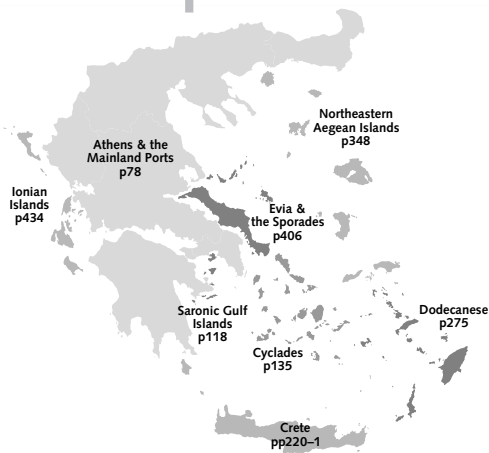 Northeastern
Aegean Islands
p348
Athens & the
Mainland Ports
p78
Ionian
Islands
p434
Evia &
the Sporades
p406
Saronic Gulf
Islands
p118
Dodecanese
p275
Cyclades
p135
Crete
pp220–1